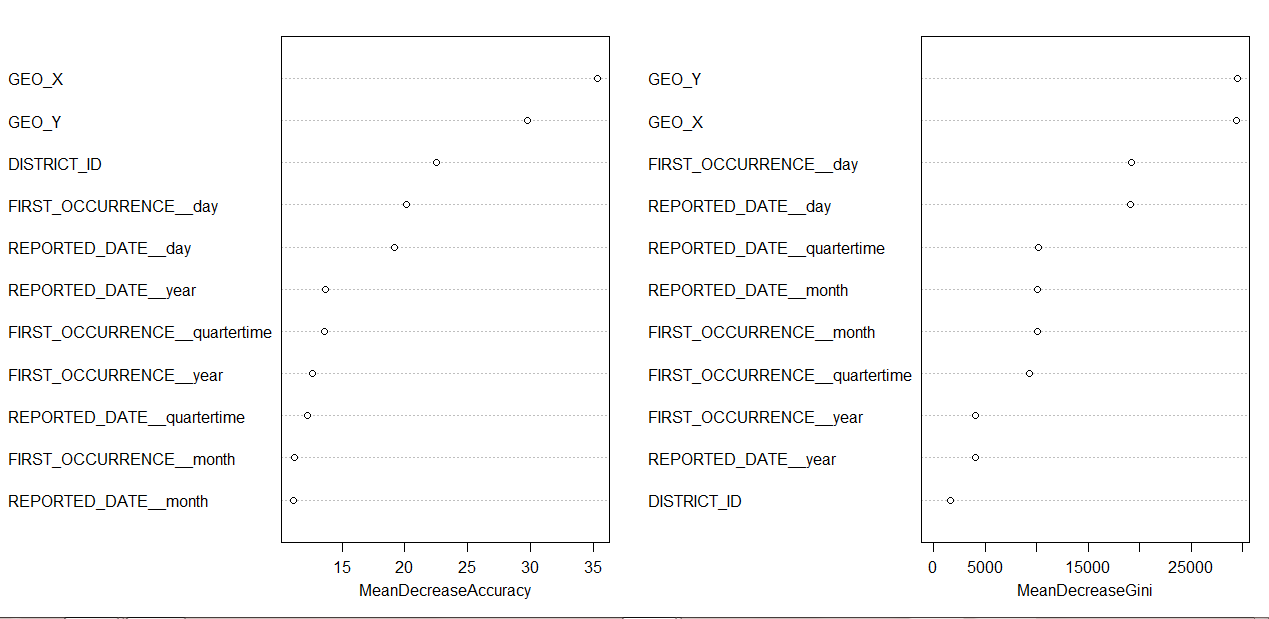 GEO_X
GEO_Y
DISTRICT_ID
FIRST_OCCURRENCE__day
REPORTED_DATE__day
REPORTED_DATE__year
FIRST_OCCURRENCE__quartertime
FIRST_OCCURRENCE__year
REPORTED_DATE__quartertime
FIRST_OCCURRENCE__month
REPORTED_DATE__month
15 20 25 30 35
MeanDecreaseAccuracy
GEO_Y
GEO_X
FIRST_OCCURRENCE__day
REPORTED_DATE__day
REPORTED_DATE__quartertime
REPORTED_DATE__month
FIRST_OCCURRENCE__month
FIRST_OCCURRENCE__quartertime
FIRST_OCCURRENCE__year
REPORTED_DATE__year
DISTRICT_ID
0 5000 15000 25000
MeanDecreaseGini